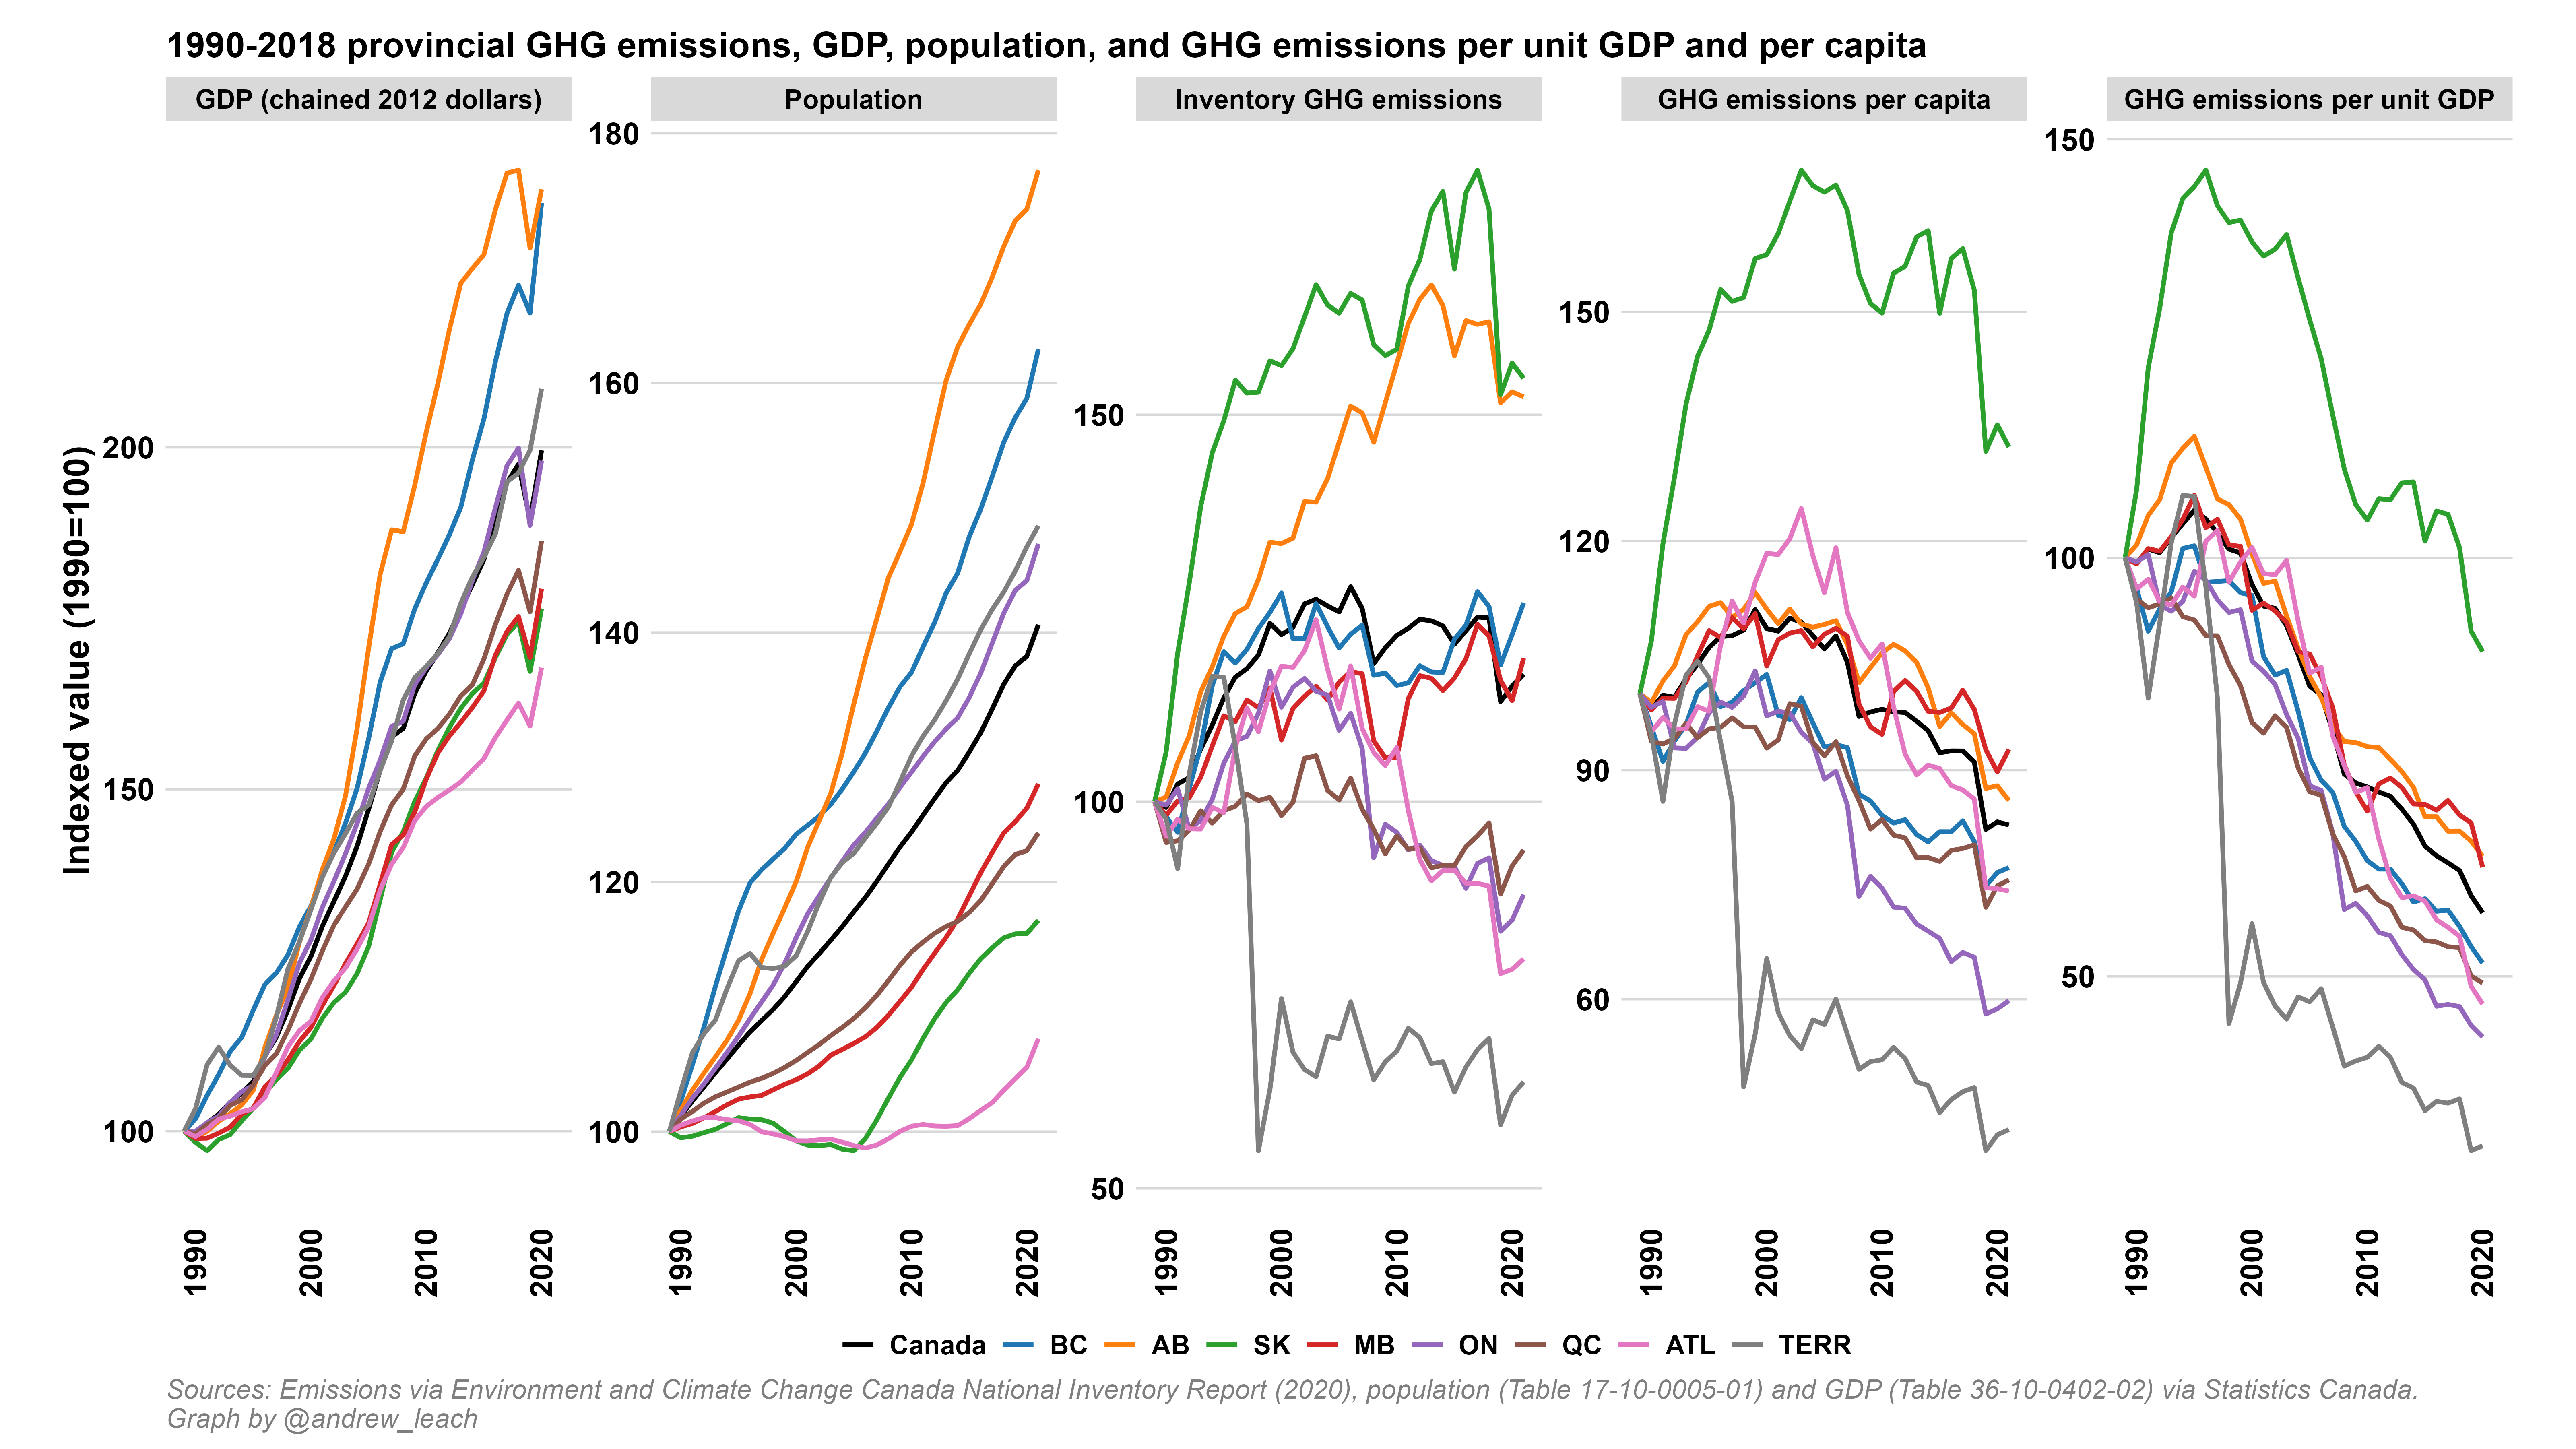 1990-2018 provincial GHG emissions, GDP, population, and GHG emissions per unit GDP and per capita
GDP (chained 2012 dollars)
Population
Inventory GHG emissions
GHG emissions per capita
GHG emissions per unit GDP
Indexed value (1990=100)
200
150
100
180
160
140
120
100
150
100
50
150
120
90
60
150
100
50
1990 2000 2010 2020
1990 2000 2010 2020
1990 2000 2010 2020
1990 2000 2010 2020
1990 2000 2010 2020
Canada BC AB SK MB ON QC ATL TERR
Sources: Emissions via Environment and Climate Change Canada National Inventory Report (2020), population (Table 17-10-0005-01) and GDP (Table 36-10-0402-02) via Statistics Canada.
Graph by @andrew_leach